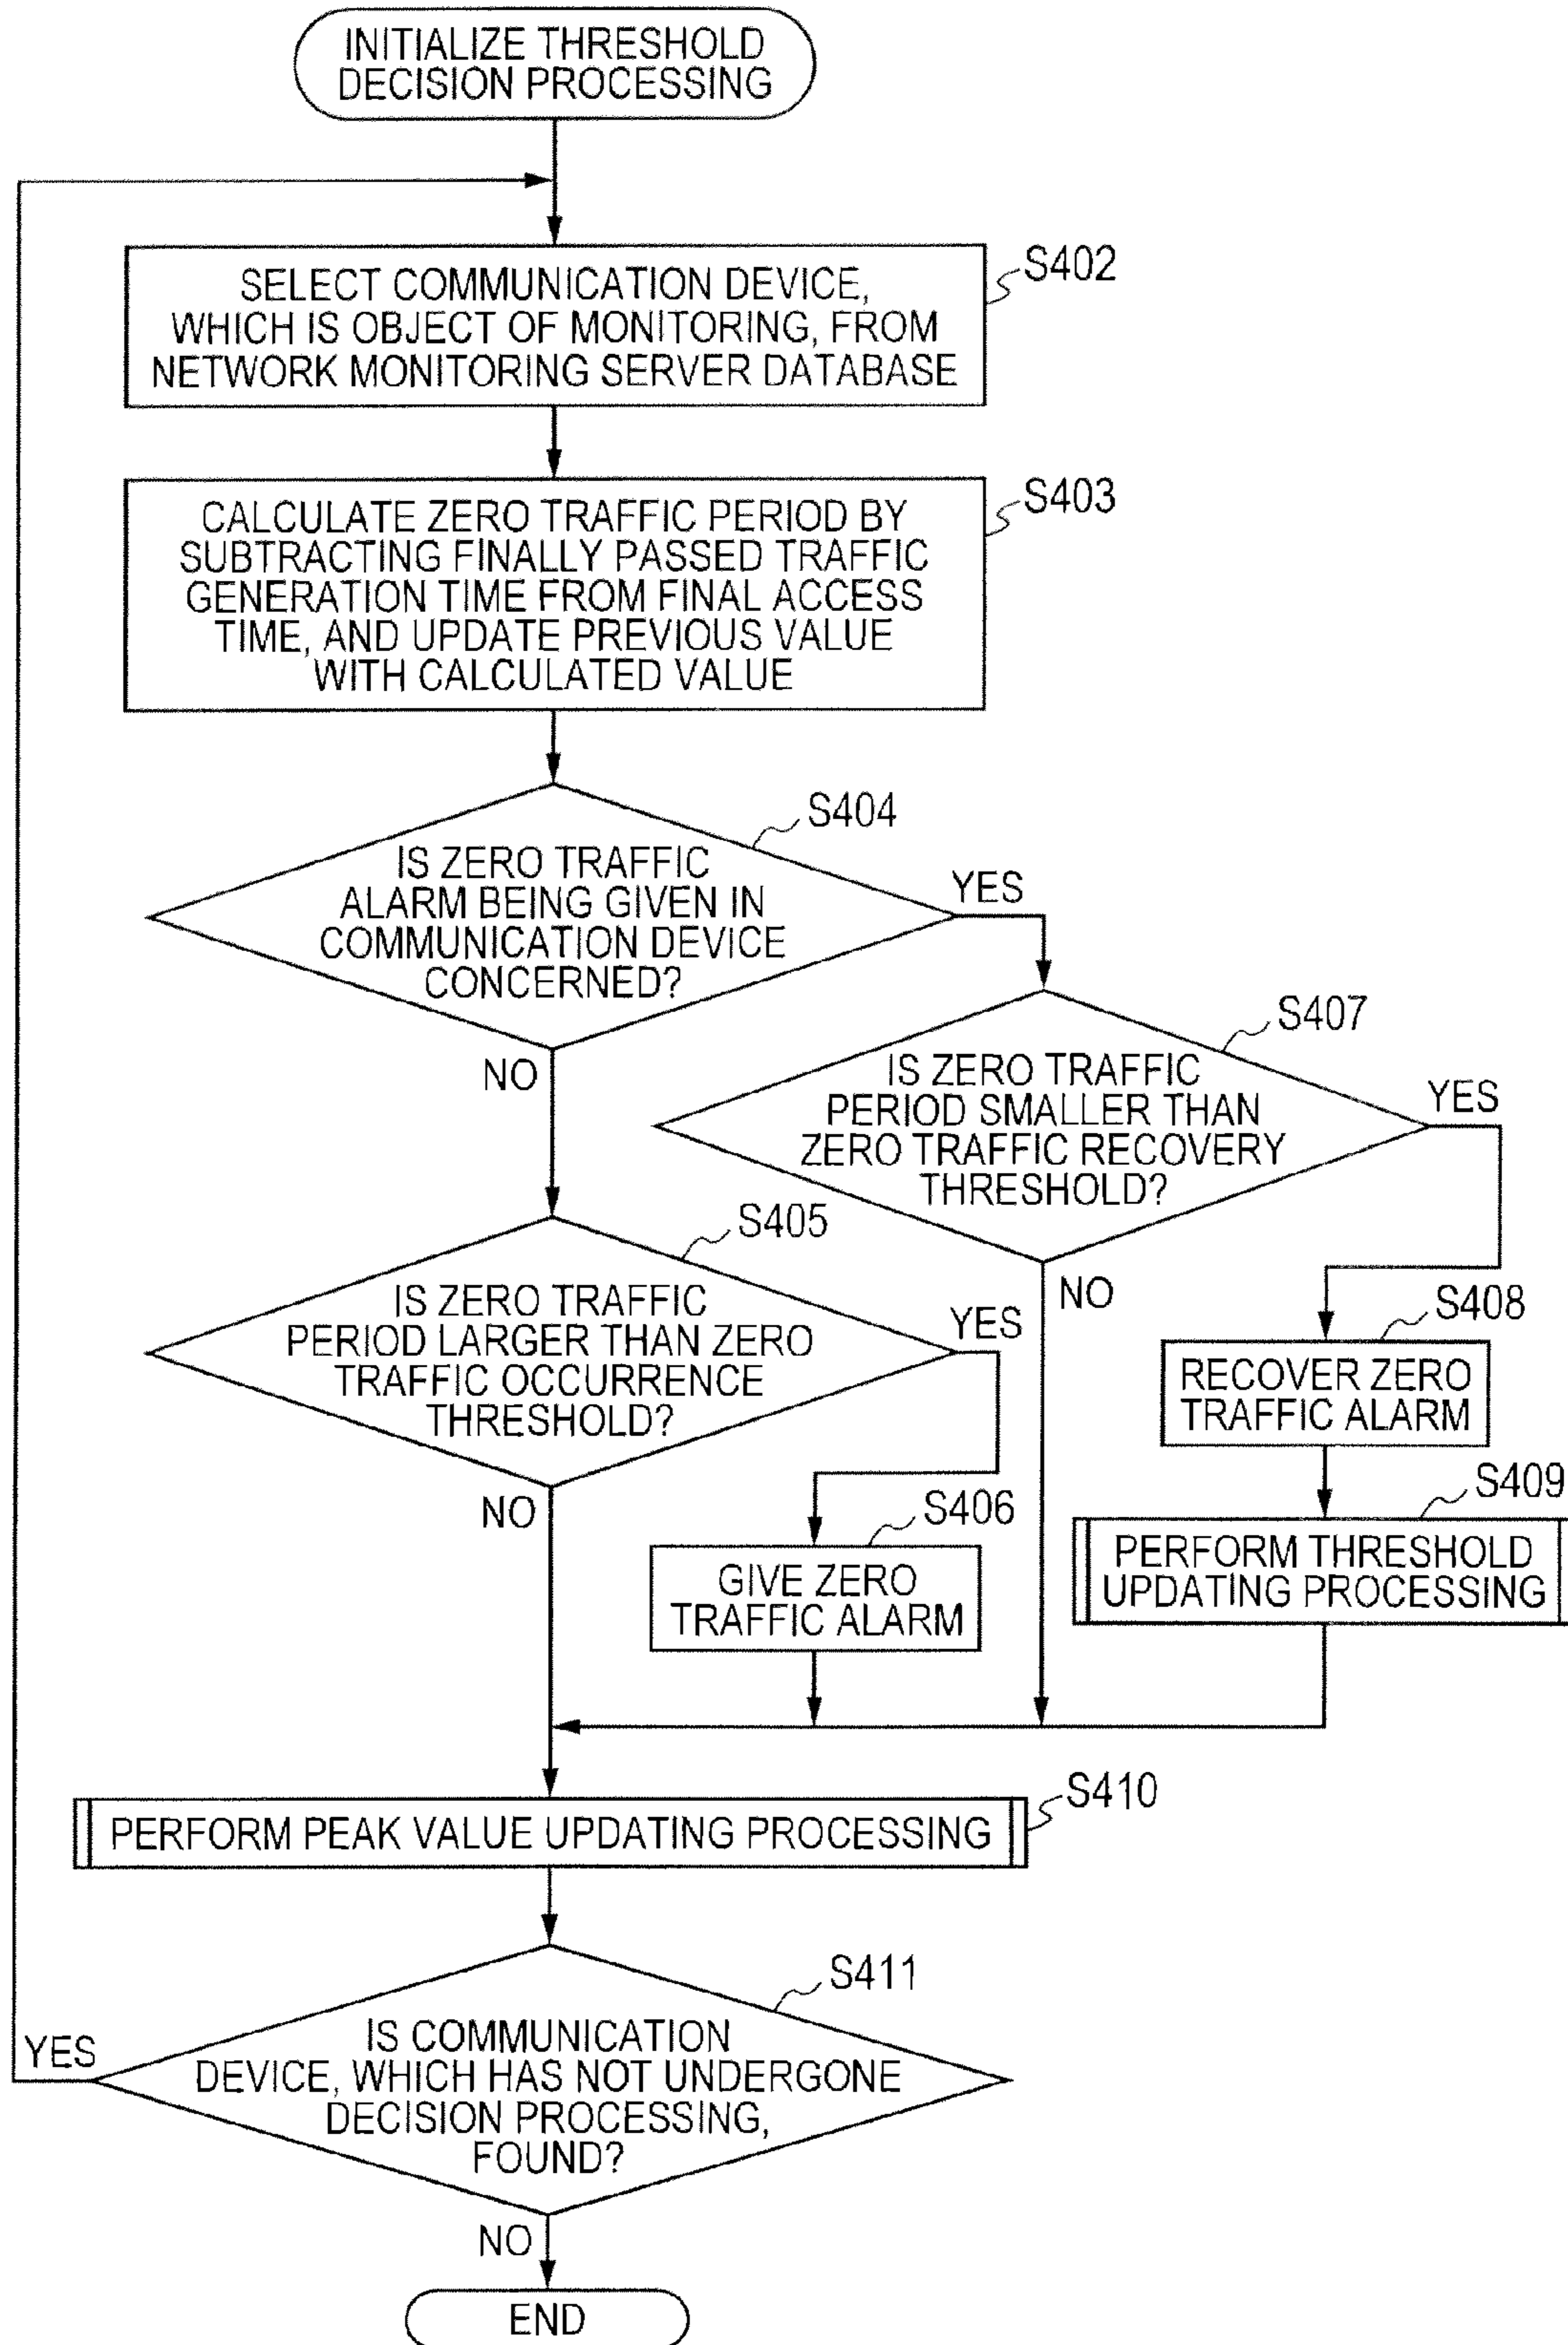 INITIALIZE THRESHOLD
DECISION PROCESSING
S402
SELECT COMMUNICATION DEVICE,
WHICH IS OBJECT OF MONITORING, FROM
NETWORK MONITORING SERVER DATABASE
S403
CALCULATE ZERO TRAFFIC PERIOD BY
SUBTRACTING FINALLY PASSED TRAFFIC
GENERATION TIME FROM FINAL ACCESS
TIME, AND UPDATE PREVIOUS VALUE
WITH CALCULATED VALUE
S404
IS ZERO TRAFFIC
ALARM BEING GIVEN IN
COMMUNICATION DEVICE
CONCERNED?
YES
NO
S407
IS ZERO TRAFFIC
PERIOD SMALLER THAN
ZERO TRAFFIC RECOVERY
THRESHOLD?
YES
NO
S405
IS ZERO TRAFFIC
PERIOD LARGER THAN ZERO
TRAFFIC OCCURRENCE
THRESHOLD?
YES
NO
S408
RECOVER ZERO
TRAFFIC ALARM
S406
GIVE ZERO
TRAFFIC ALARM
S409
PERFORM THRESHOLD
UPDATING PROCESSING
S410
PERFORM PEAK VALUE UPDATING PROCESSING
S411
IS COMMUNICATION
DEVICE, WHICH HAS NOT UNDERGONE
DECISION PROCESSING,
FOUND?
YES
NO
END